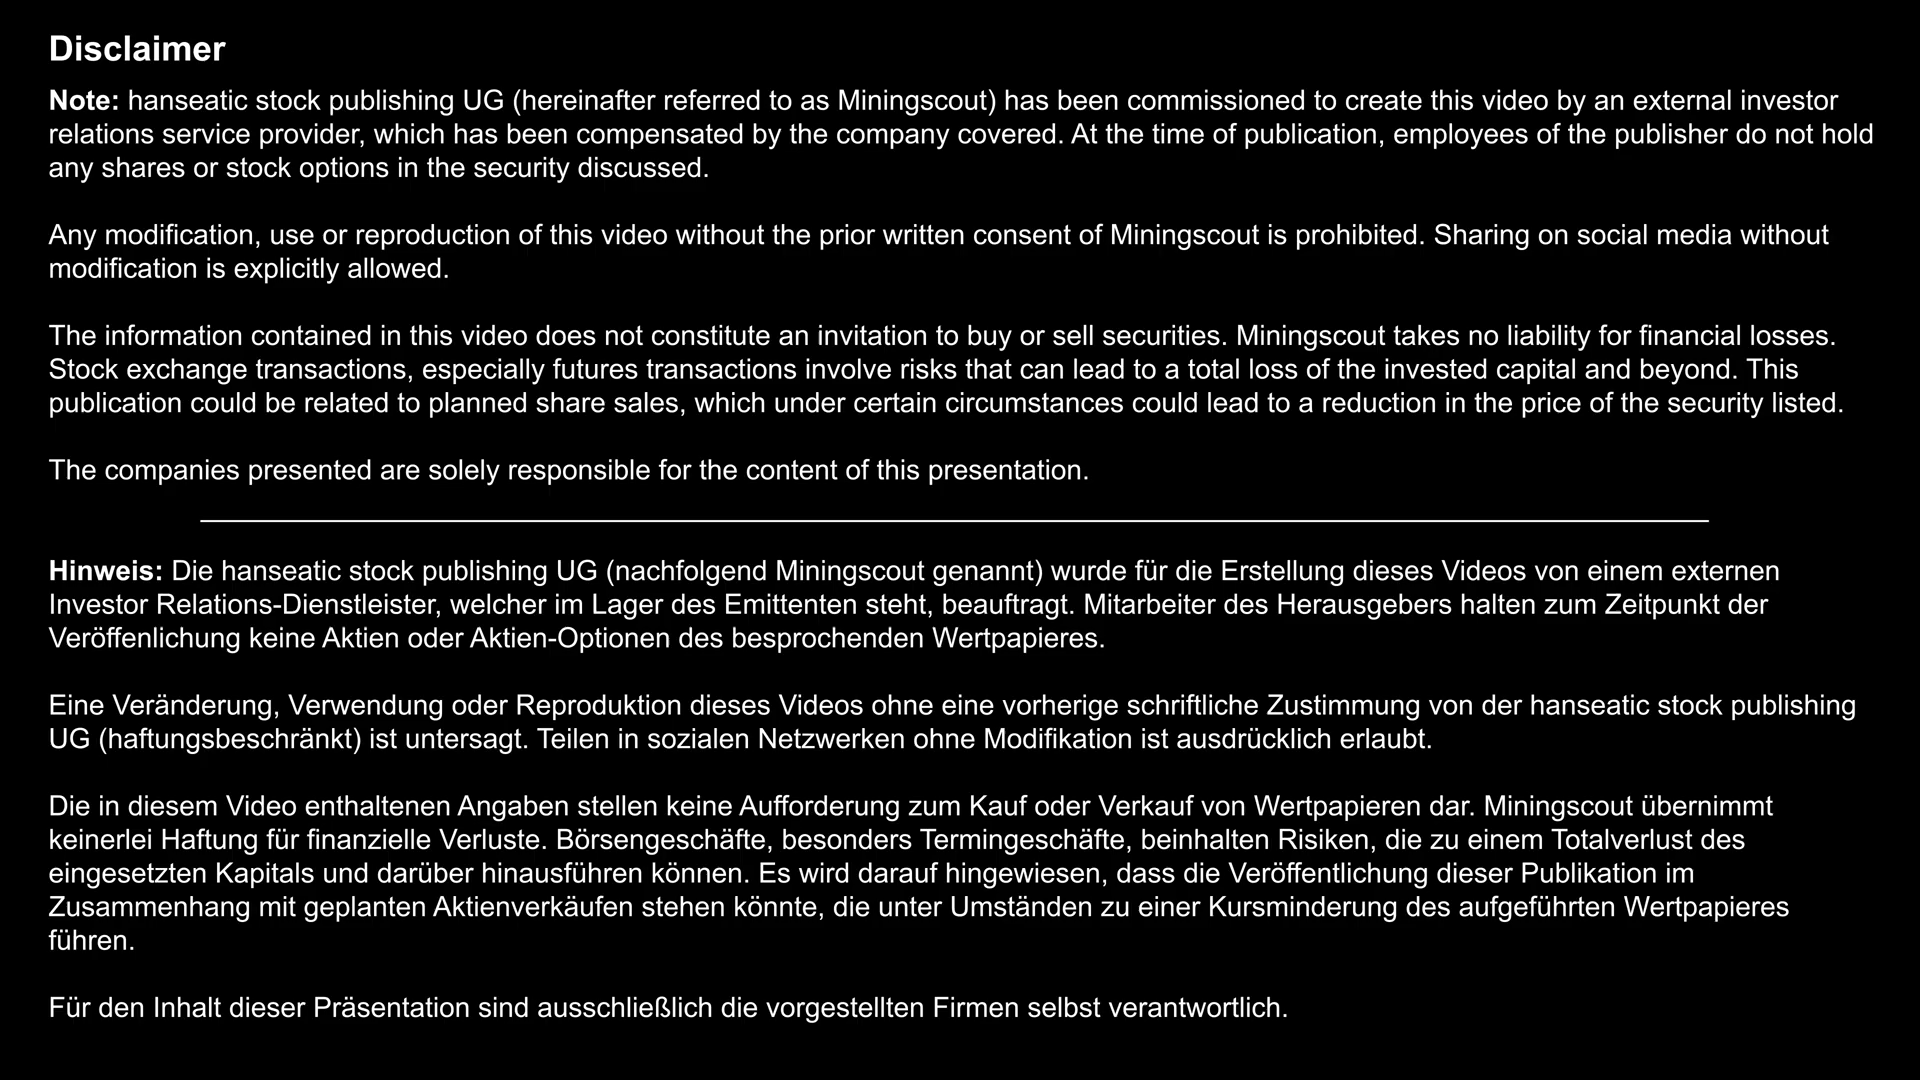 Disclaimer
Note: hanseatic stock publishing UG (hereinafter referred to as Miningscout) has been commissioned to create this video by an external investor
relations service provider, which has been compensated by the company covered. At the time of publication, employees of the publisher do not hold
any shares or stock options in the security discussed.
Any modification, use or reproduction of this video without the prior written consent of Miningscout is prohibited. Sharing on social media without
modification is explicitly allowed.
The information contained in this video does not constitute an invitation to buy or sell securities. Miningscout takes no liability for financial losses.
Stock exchange transactions, especially futures transactions involve risks that can lead to a total loss of the invested capital and beyond. This
publication could be related to planned share sales, which under certain circumstances could lead to a reduction in the price of the security listed.
The companies presented are solely responsible for the content of this presentation.
Hinweis: Die hanseatic stock publishing UG (nachfolgend Miningscout genannt) wurde für die Erstellung dieses Videos von einem externen
Investor Relations-Dienstleister, welcher im Lager des Emittenten steht, beauftragt. Mitarbeiter des Herausgebers halten zum Zeitpunkt der
Veröffenlichung keine Aktien oder Aktien-Optionen des besprochenden Wertpapieres.
Eine Veränderung, Verwendung oder Reproduktion dieses Videos ohne eine vorherige schriftliche Zustimmung von der hanseatic stock publishing
UG (haftungsbeschränkt) ist untersagt. Teilen in sozialen Netzwerken ohne Modifikation ist ausdrücklich erlaubt.
Die in diesem Video enthaltenen Angaben stellen keine Aufforderung zum Kauf oder Verkauf von Wertpapieren dar. Miningscout übernimmt
keinerlei Haftung für finanzielle Verluste. Börsengeschäfte, besonders Termingeschäfte, beinhalten Risiken, die zu einem Totalverlust des
eingesetzten Kapitals und darüber hinausführen können. Es wird darauf hingewiesen, dass die Veröffentlichung dieser Publikation im
Zusammenhang mit geplanten Aktienverkäufen stehen könnte, die unter Umständen zu einer Kursminderung des aufgeführten Wertpapieres
führen.
Für den Inhalt dieser Präsentation sind ausschließlich die vorgestellten Firmen selbst verantwortlich.